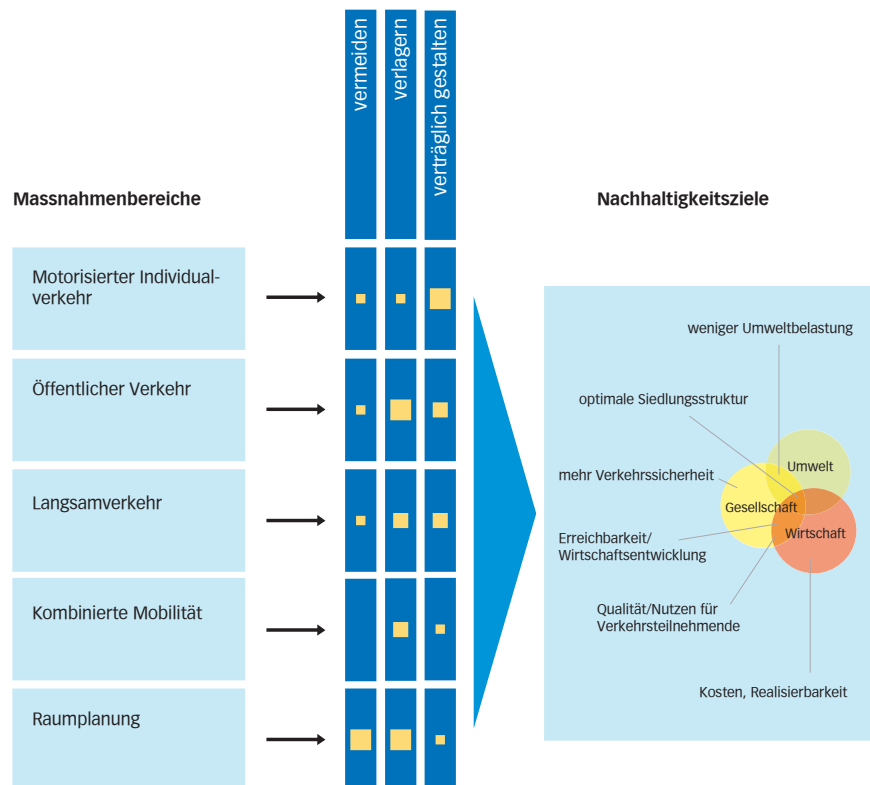 vermeiden
verlagern
verträglich gestalten
Massnahmenbereiche
Nachhaltigkeitsziele
Motorisierter Individual-
verkehr
Öffentlicher Verkehr
Langsamverkehr
Kombinierte Mobilität
Raumplanung
weniger Umweltbelastung
optimale Siedlungsstruktur
mehr Verkehrssicherheit
Erreichbarkeit/
Wirtschaftsentwicklung
Qualität/Nutzen für
Verkehrsteilnehmende
Kosten, Realisierbarkeit
Umwelt
Gesellschaft
Wirtschaft